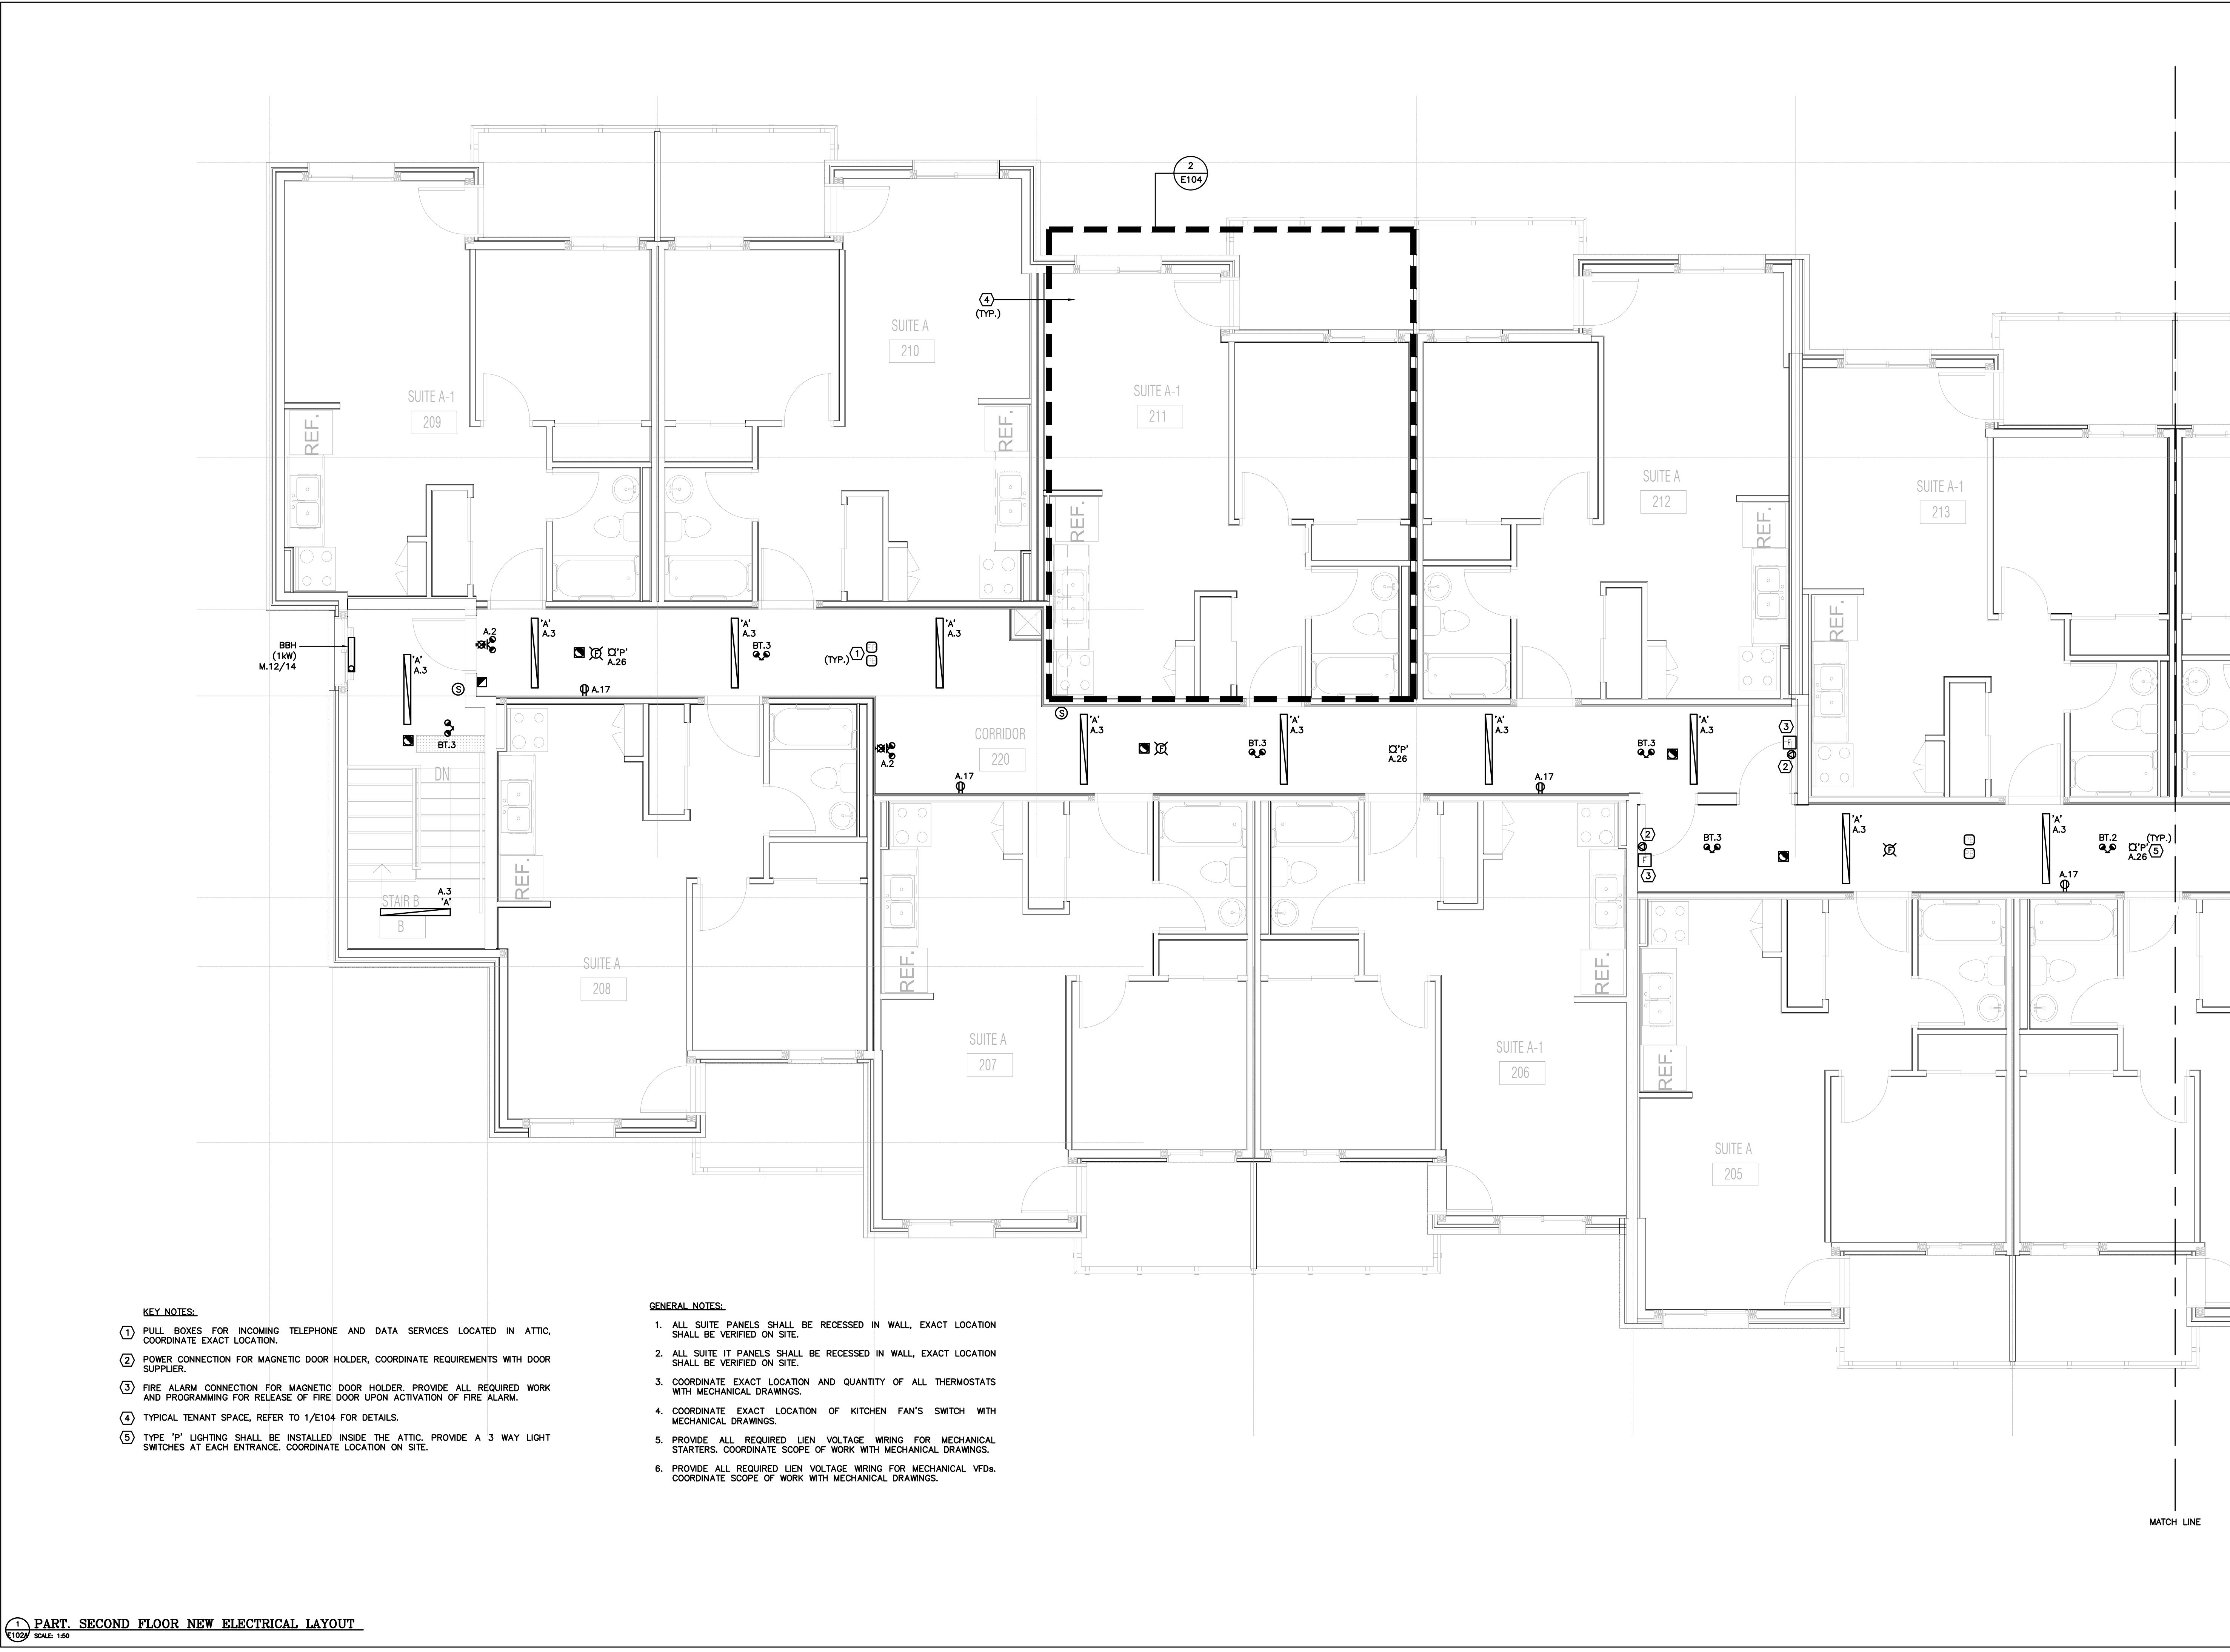 2
E104
4
(TYP.)
SUITE A
210
SUITE A-1
209
SUITE A-1
211
SUITE A
212
SUITE A-1
213
REF.
REF.
REF.
REF.
REF.
BBH
(1kW)
M.12/14
'A'
A.3
S
A.2
'A'
A.3
F
'P'
A.26
A.17
'A'
A.3
BT.3
(TYP.)
1
'A'
A.3
BT.3
DN
A.3
'A'
STAIR B
B
A.2
CORRIDOR
220
A.17
S
'A'
A.3
F
BT.3
'A'
A.3
'P'
A.26
'A'
A.3
A.17
BT.3
'A'
A.3
3
F
2
2
F
3
BT.3
'A'
A.3
F
'A'
A.3
BT.2
'P'
A.26
(TYP.)
5
A.17
REF.
REF.
REF.
REF.
SUITE A
208
SUITE A
207
SUITE A-1
206
SUITE A
205
KEY NOTES:
1 PULL BOXES FOR INCOMING TELEPHONE AND DATA SERVICES LOCATED IN ATTIC,
COORDINATE EXACT LOCATION.
2 POWER CONNECTION FOR MAGNETIC DOOR HOLDER, COORDINATE REQUIREMENTS WITH DOOR
SUPPLIER.
3 FIRE ALARM CONNECTION FOR MAGNETIC DOOR HOLDER. PROVIDE ALL REQUIRED WORK
AND PROGRAMMING FOR RELEASE OF FIRE DOOR UPON ACTIVATION OF FIRE ALARM.
4 TYPICAL TENANT SPACE, REFER TO 1/E104 FOR DETAILS.
5 TYPE 'P' LIGHTING SHALL BE INSTALLED INSIDE THE ATTIC. PROVIDE A 3 WAY LIGHT
SWITCHES AT EACH ENTRANCE. COORDINATE LOCATION ON SITE.
GENERAL NOTES:
1. ALL SUITE PANELS SHALL BE RECESSED IN WALL, EXACT LOCATION
SHALL BE VERIFIED ON SITE.
2. ALL SUITE IT PANELS SHALL BE RECESSED IN WALL, EXACT LOCATION
SHALL BE VERIFIED ON SITE.
3. COORDINATE EXACT LOCATION AND QUANTITY OF ALL THERMOSTATS
WITH MECHANICAL DRAWINGS.
4. COORDINATE EXACT LOCATION OF KITCHEN FAN'S SWITCH WITH
MECHANICAL DRAWINGS.
5. PROVIDE ALL REQUIRED LIEN VOLTAGE WIRING FOR MECHANICAL
STARTERS. COORDINATE SCOPE OF WORK WITH MECHANICAL DRAWINGS.
6. PROVIDE ALL REQUIRED LIEN VOLTAGE WIRING FOR MECHANICAL VFDs.
COORDINATE SCOPE OF WORK WITH MECHANICAL DRAWINGS.
MATCH LINE
1
E102A
PART. SECOND FLOOR NEW ELECTRICAL LAYOUT
SCALE: 1:50